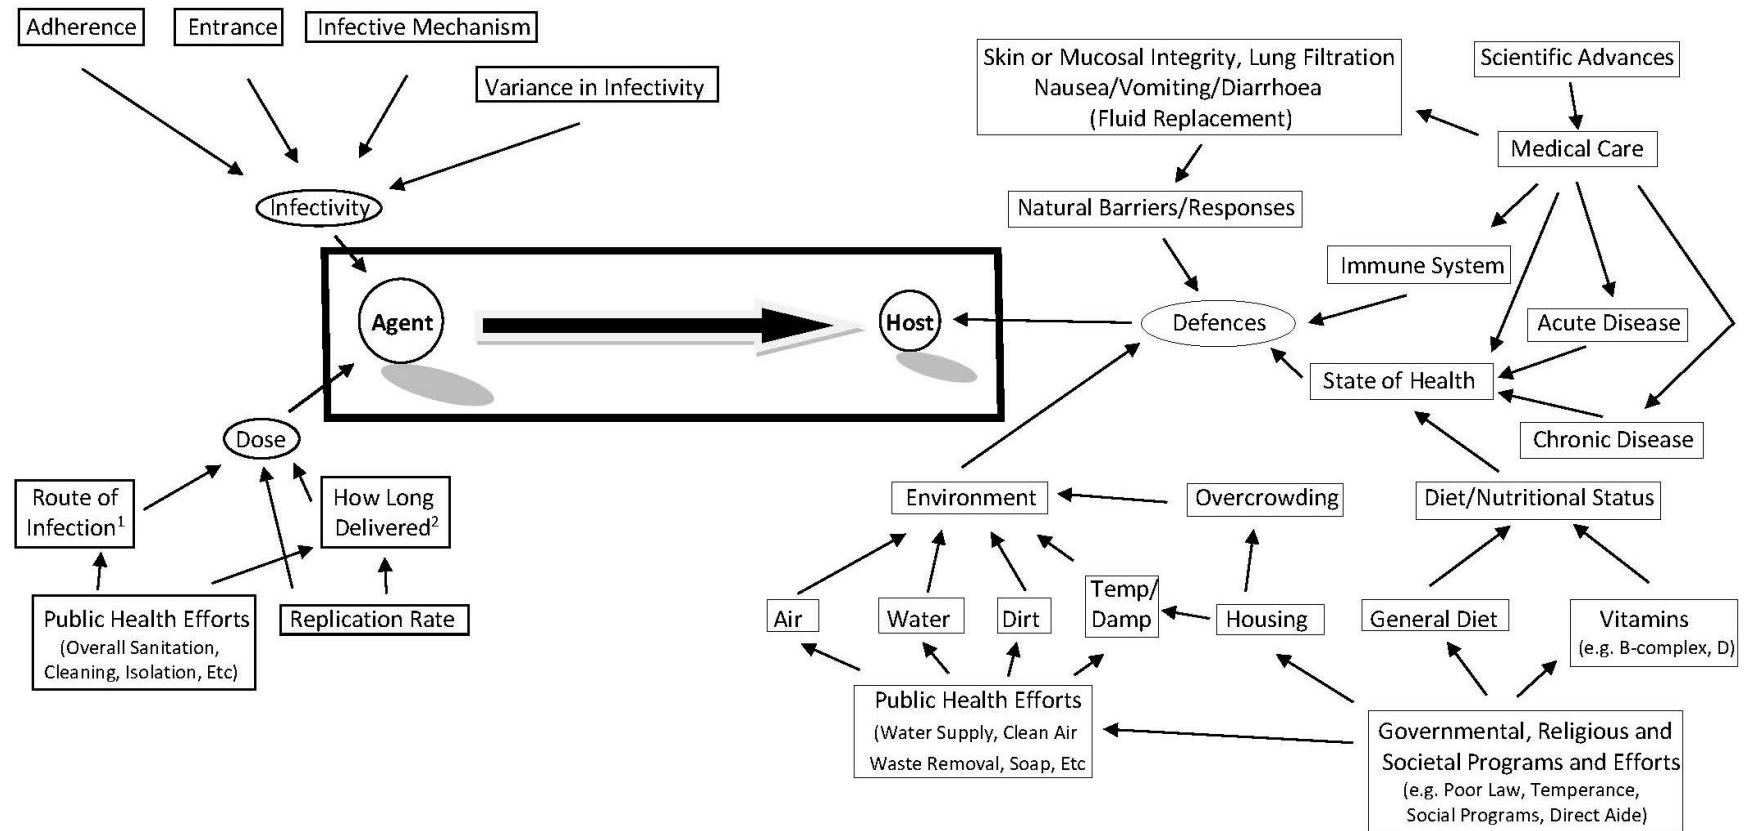 Adherence
Entrance
Infective Mechanism
Variance in Infectivity
Infectivity
Agent
Host
Dose
Route of
Infection1
How Long
Delivered2
Public Health Efforts
(Overall Sanitation,
Cleaning, Isolation, Etc)
Replication Rate
Skin or Mucosal Integrity, Lung Filtration
Nausea/Vomiting/Diarrhoea
(Fluid Replacement)
Scientific Advances
Medical Care
Natural Barriers/Responses
Immune System
Defences
Acute Disease
State of Health
Chronic Disease
Environment
Overcrowding
Diet/Nutritional Status
Air
Water
Dirt
Temp/
Damp
Housing
General Diet
Vitamins
(e.g. B-complex, D)
Public Health Efforts
(Water Supply, Clean Air
Waste Removal, Soap, Etc
Governmental, Religious and
Societal Programs and Efforts
(e.g. Poor Law, Temperance,
Social Programs, Direct Aide)